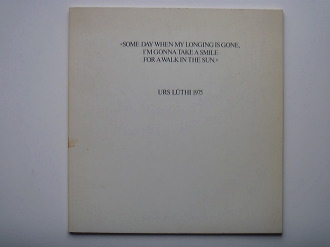 »SOME DAY WHEN MY LONGING IS GONE,
I'M GONNA TAKE A SMILE
FOR A WALK IN THE SUN.«
URS LÜTHI 1975